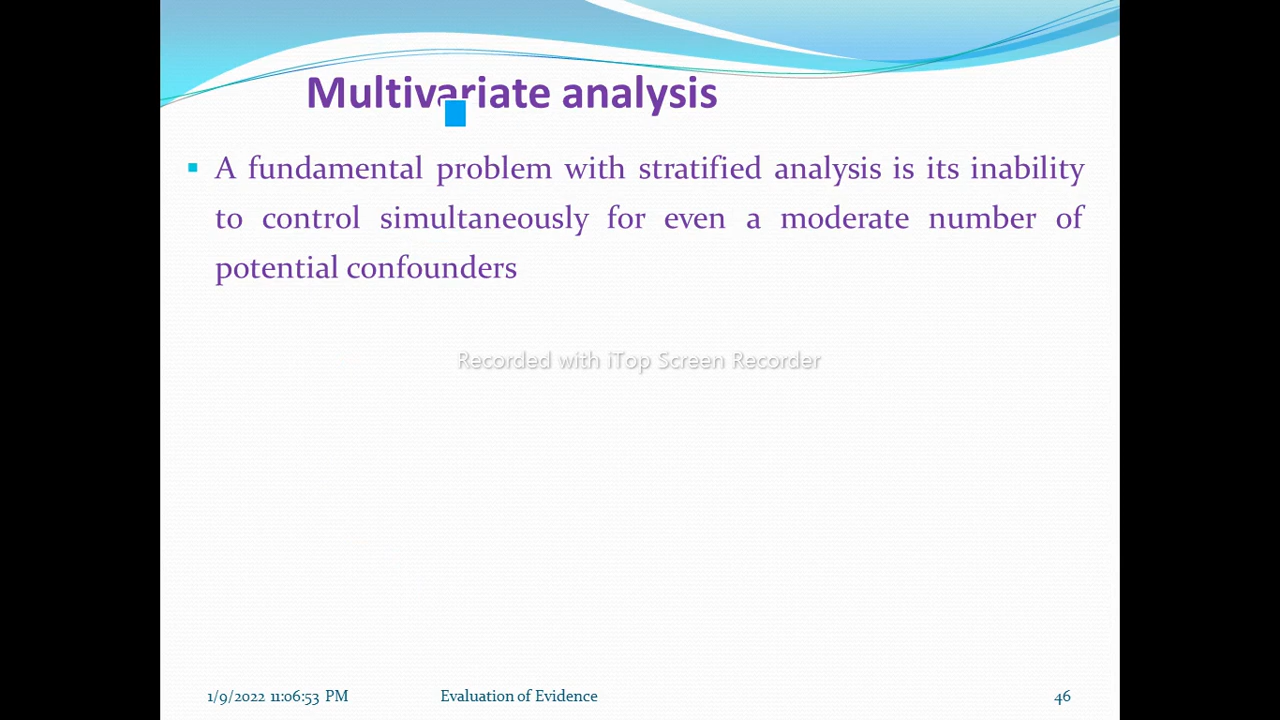 Multivariate analysis
A fundamental problem with stratified analysis is its inability
to control simultaneously for even a moderate number of
potential confounders
Recorded with iTop Screen Recorder
1/9/2022 11:06:53 PM Evaluation of Evidence 46